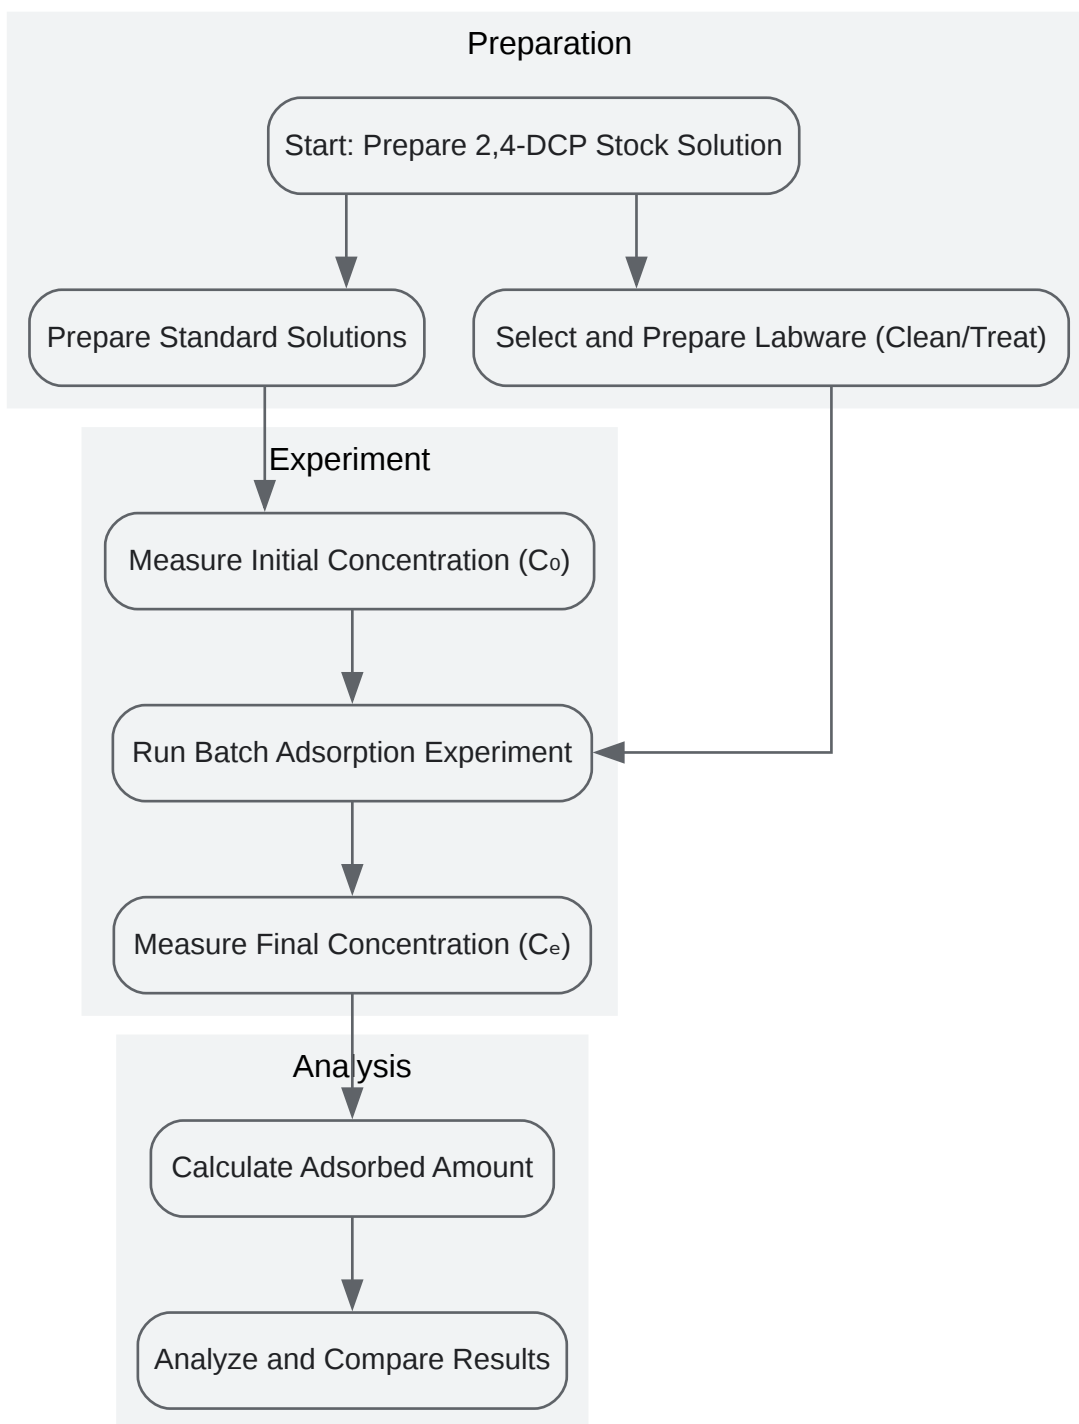 Preparation
Start: Prepare 2,4-DCP Stock Solution
Prepare Standard Solutions
Select and Prepare Labware (Clean/Treat)
Experiment
Measure Initial Concentration (C₀)
Run Batch Adsorption Experiment
Measure Final Concentration (Cₑ)
Analysis
Calculate Adsorbed Amount
Analyze and Compare Results